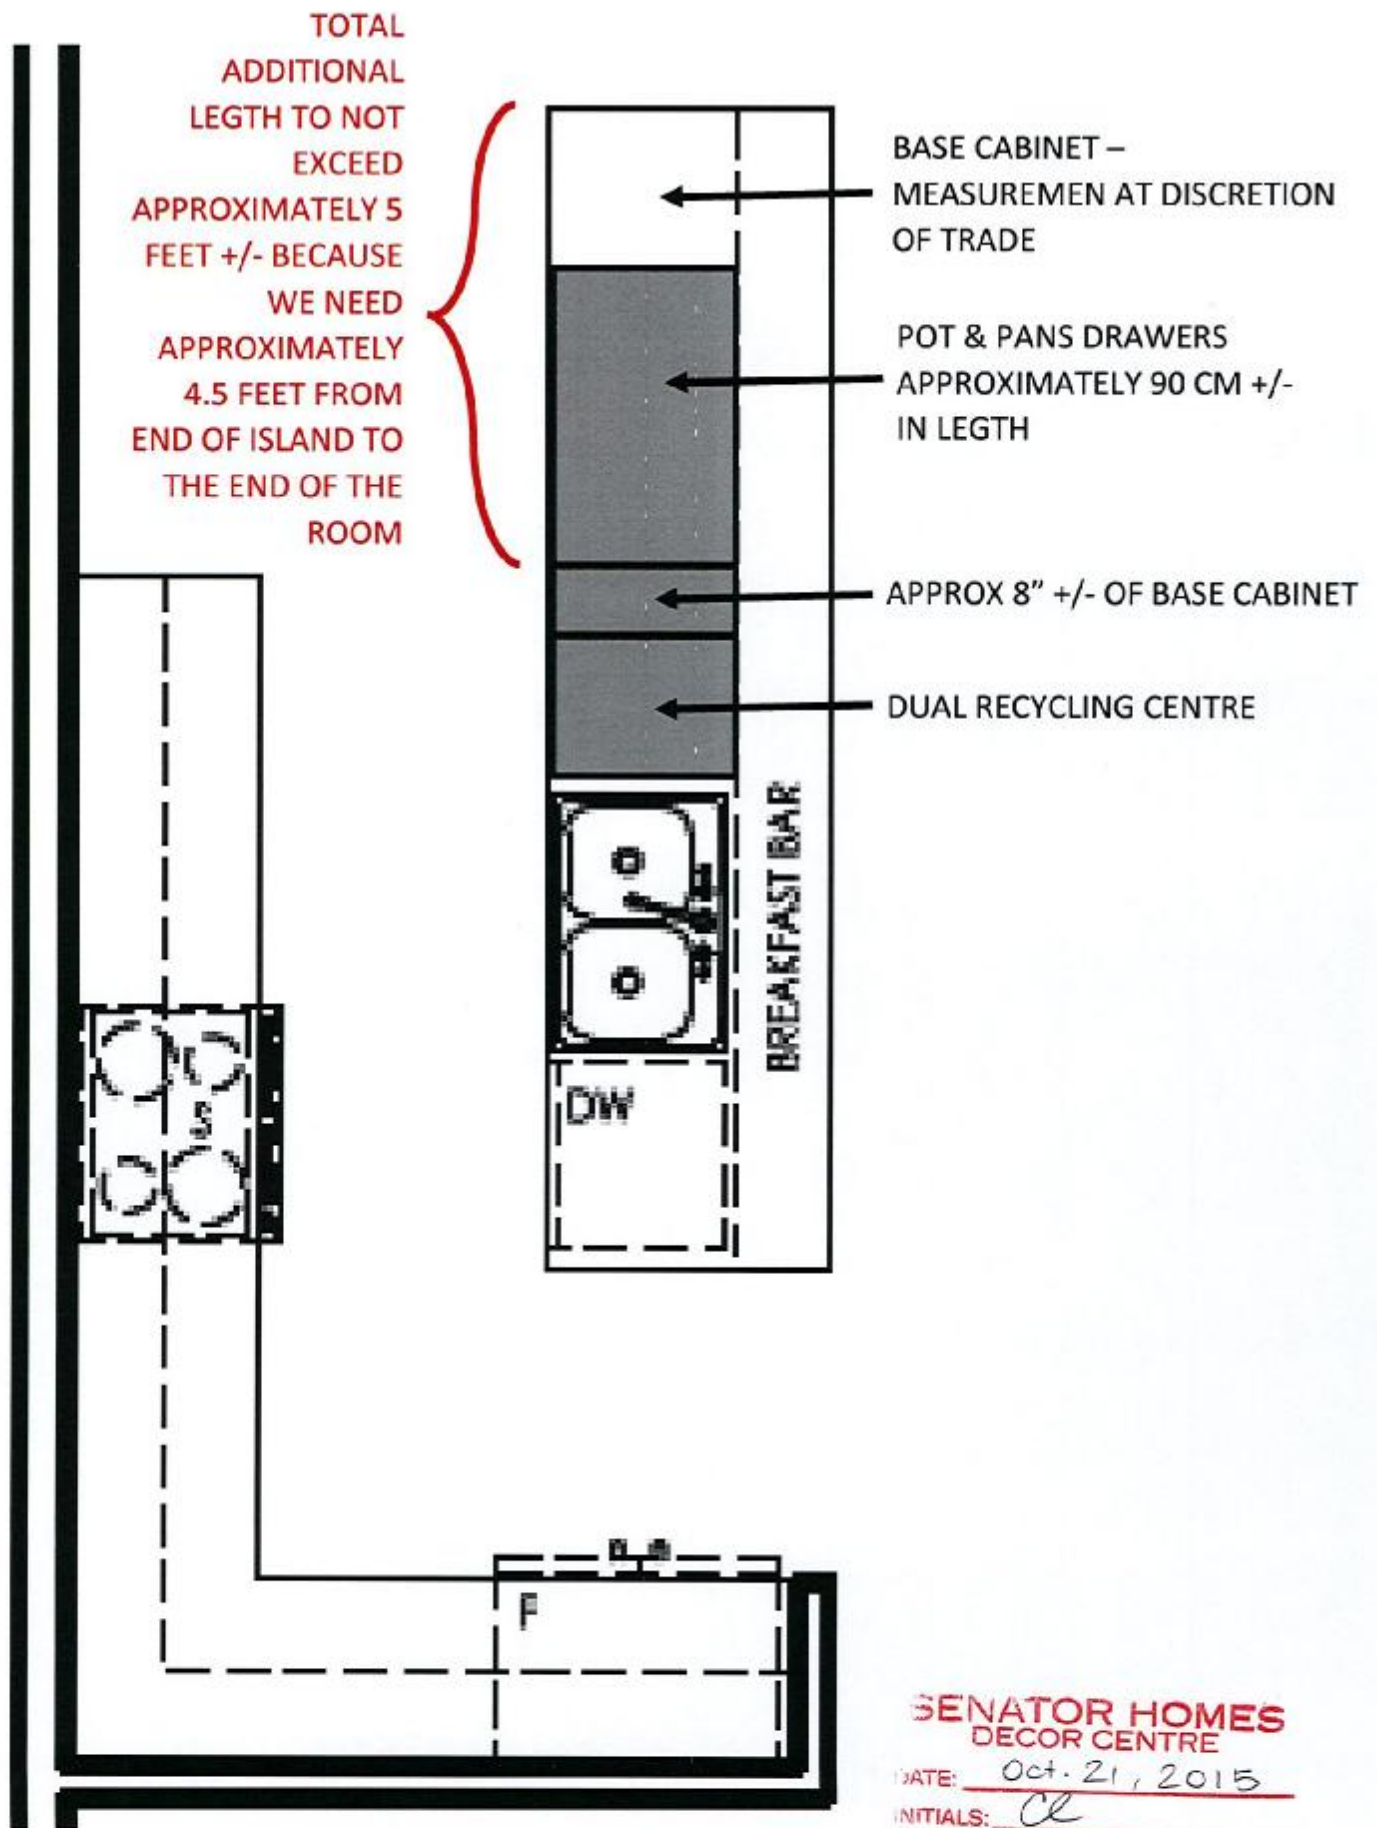 TOTAL
ADDITIONAL
LEGTH TO NOT
EXCEED
APPROXIMATELY 5
FEET +/- BECAUSE
WE NEED
APPROXIMATELY
4.5 FEET FROM
END OF ISLAND TO
THE END OF THE
ROOM
BASE CABINET –
MEASUREMEN AT DISCRETION
OF TRADE
POT & PANS DRAWERS
APPROXIMATELY 90 CM +/-
IN LEGTH
APPROX 8” +/- OF BASE CABINET
DUAL RECYCLING CENTRE
BREAKFAST BAR
DW
S
F
SENATOR HOMES
DECOR CENTRE
DATE: Oct. 21, 2015
INITIALS: Cl